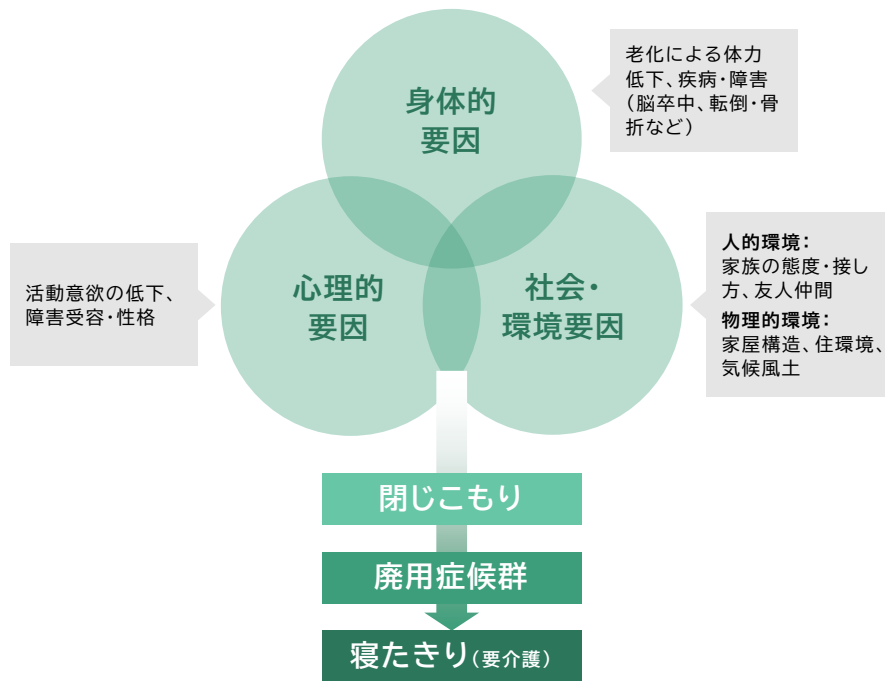 身体的
要因
老化による体力
低下、疾病・障害
（脳卒中、転倒・骨
折など）
心理的
要因
活動意欲の低下、
障害受容・性格
社会・
環境要因
人的環境：
家族の態度・接し
方、友人仲間
物理的環境：
家屋構造、住環境、
気候風土
閉じこもり
廃用症候群
寝たきり（要介護）